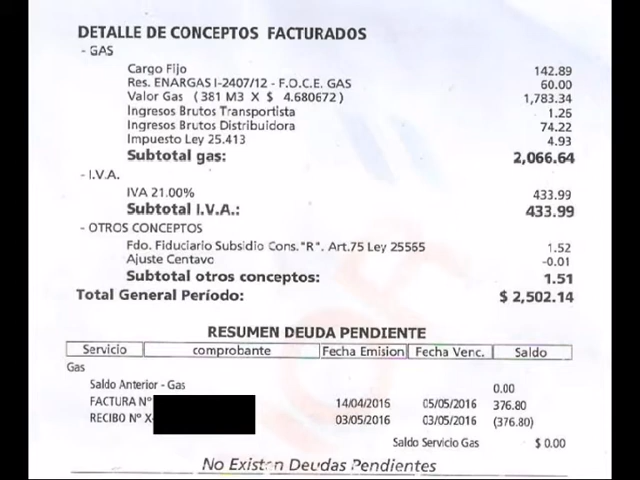 DETALLE DE CONCEPTOS FACTURADOS
- GAS
Cargo Fijo 142.89
Res. ENARGAS I-2407/12 - F.O.C.E. GAS 60.00
Valor Gas (381 M3 X $ 4.680672) 1,783.34
Ingresos Brutos Transportista 1.26
Ingresos Brutos Distribuidora 74.22
Impuesto Ley 25.413 4.93
Subtotal gas: 2,066.64
- I.V.A.
IVA 21.00% 433.99
Subtotal I.V.A.: 433.99
- OTROS CONCEPTOS
Fdo. Fiduciario Subsidio Cons."R". Art.75 Ley 25565 1.52
Ajuste Centavo -0.01
Subtotal otros conceptos: 1.51
Total General Período: $ 2,502.14
RESUMEN DEUDA PENDIENTE
Servicio comprobante Fecha Emision Fecha Venc. Saldo
Gas
Saldo Anterior - Gas 0.00
FACTURA Nº 14/04/2016 05/05/2016 376.80
RECIBO Nº X- 03/05/2016 03/05/2016 (376.80)
Saldo Servicio Gas $ 0.00
No Existen Deudas Pendientes